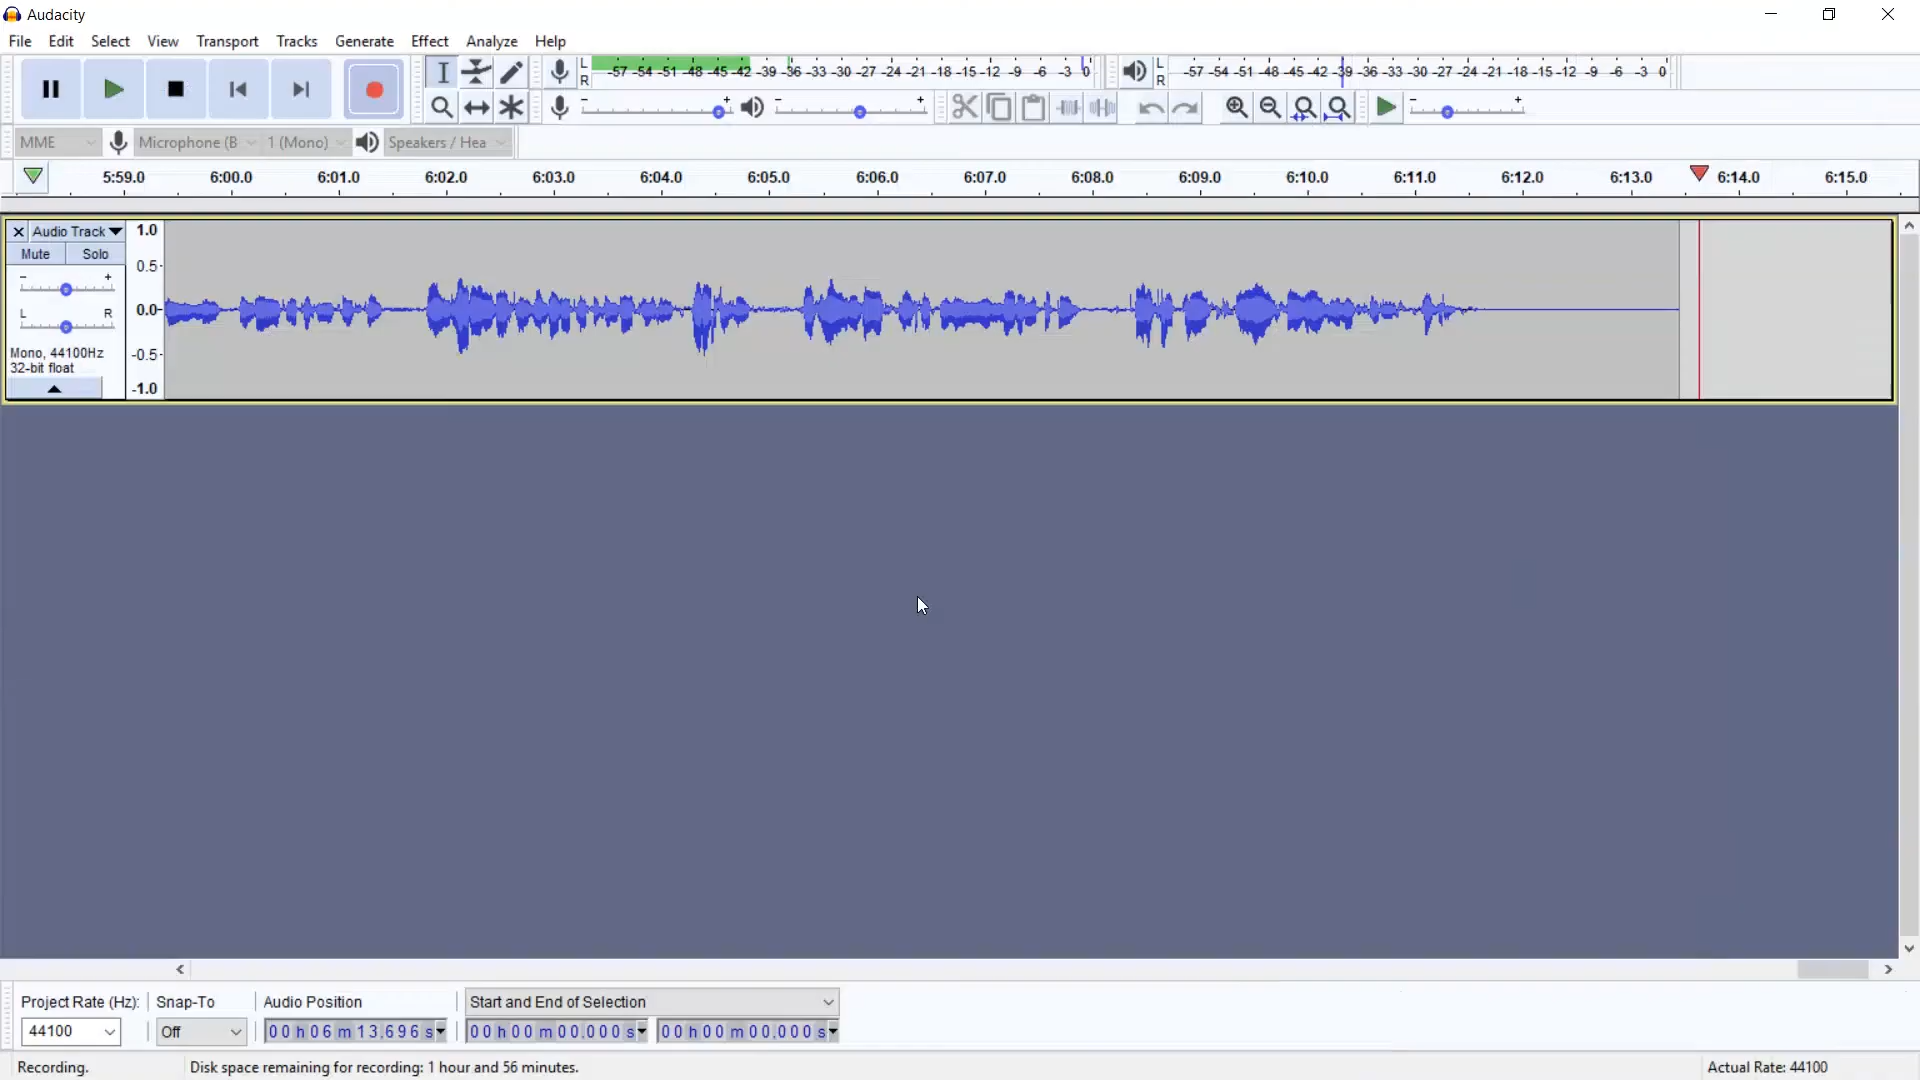 Audacity
File Edit Select View Transport Tracks Generate Effect Analyze Help
L R -57 -54 -51 -48 -45 -42 -39 -36 -33 -30 -27 -24 -21 -18 -15 -12 -9 -6 -3 0 L R -57 -54 -51 -48 -45 -42 -39 -36 -33 -30 -27 -24 -21 -18 -15 -12 -9 -6 -3 0
MME Microphone (B 1 (Mono) Speakers / Hea
5:59.0 6:00.0 6:01.0 6:02.0 6:03.0 6:04.0 6:05.0 6:06.0 6:07.0 6:08.0 6:09.0 6:10.0 6:11.0 6:12.0 6:13.0 6:14.0 6:15.0
Audio Track 1.0
Mute Solo
- + 0.5
L R 0.0
Mono, 44100Hz -0.5
32-bit float
-1.0
Project Rate (Hz): Snap-To Audio Position Start and End of Selection
44100 Off 00 h 06 m 13.696 s 00 h 00 m 00.000 s 00 h 00 m 00.000 s
Recording. Disk space remaining for recording: 1 hour and 56 minutes. Actual Rate: 44100